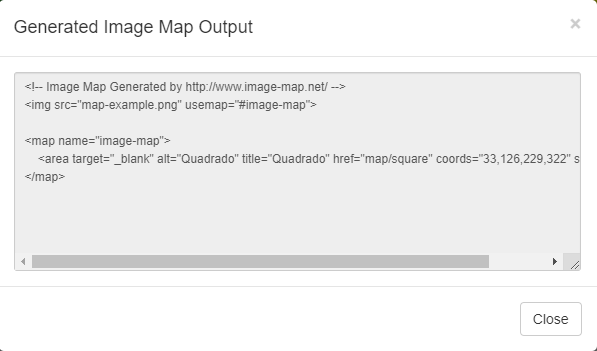 Generated Image Map Output
×
<!-- Image Map Generated by http://www.image-map.net/ -->
<img src="map-example.png" usemap="#image-map">
<map name="image-map">
<area target="_blank" alt="Quadrado" title="Quadrado" href="map/square" coords="33,126,229,322" s
</map>
Close